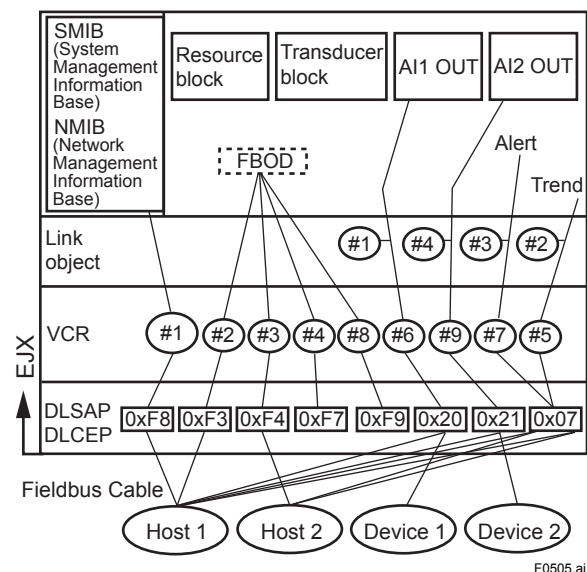 SMIB
(System
Management
Information
Base)
NMIB
(Network
Management
Information
Base)
Resource
block
Transducer
block
AI1 OUT
AI2 OUT
FBOD
Alert
Trend
Link
object
#1
#4
#3
#2
VCR
#1
#2
#3
#4
#8
#6
#9
#7
#5
EJX
DLSAP
DLCEP
0xF8
0xF3
0xF4
0xF7
0xF9
0x20
0x21
0x07
Fieldbus Cable
Host 1
Host 2
Device 1
Device 2
F0505.ai